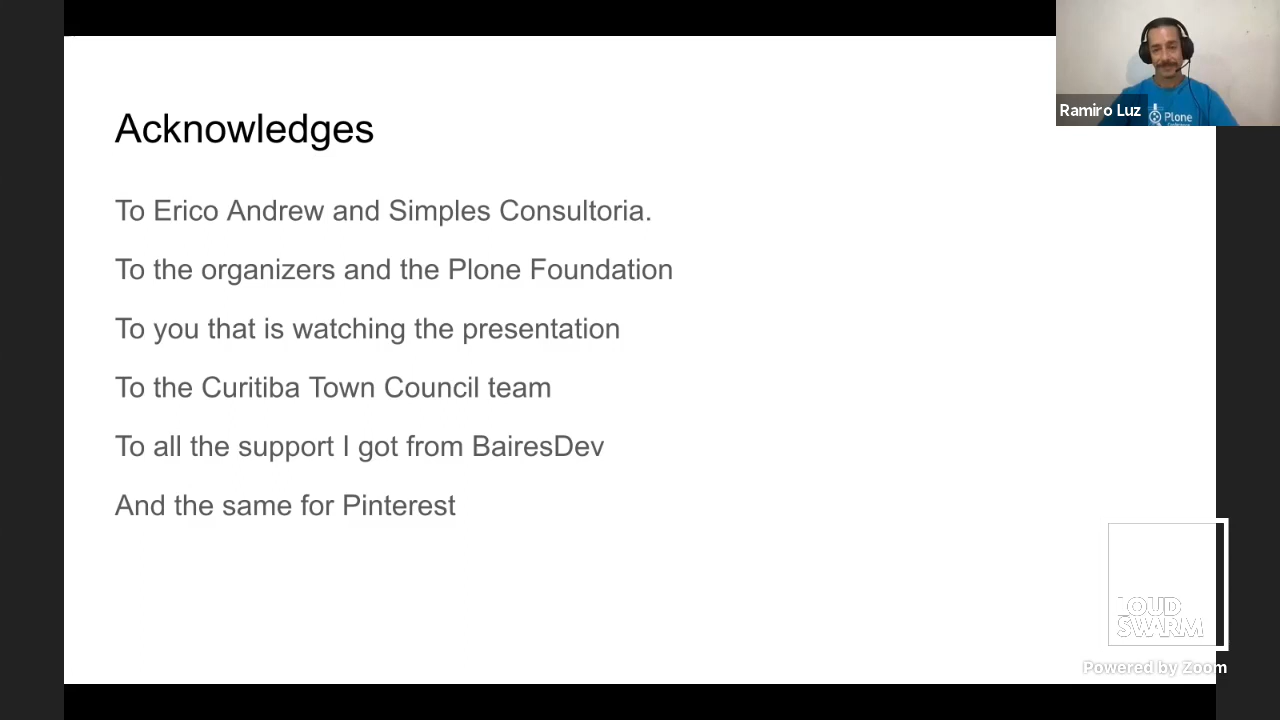 Ramiro Luz
Plone
Acknowledges
To Erico Andrew and Simples Consultoria.
To the organizers and the Plone Foundation
To you that is watching the presentation
To the Curitiba Town Council team
To all the support I got from BairesDev
And the same for Pinterest
LOUD
SWARM
Powered by Zoom